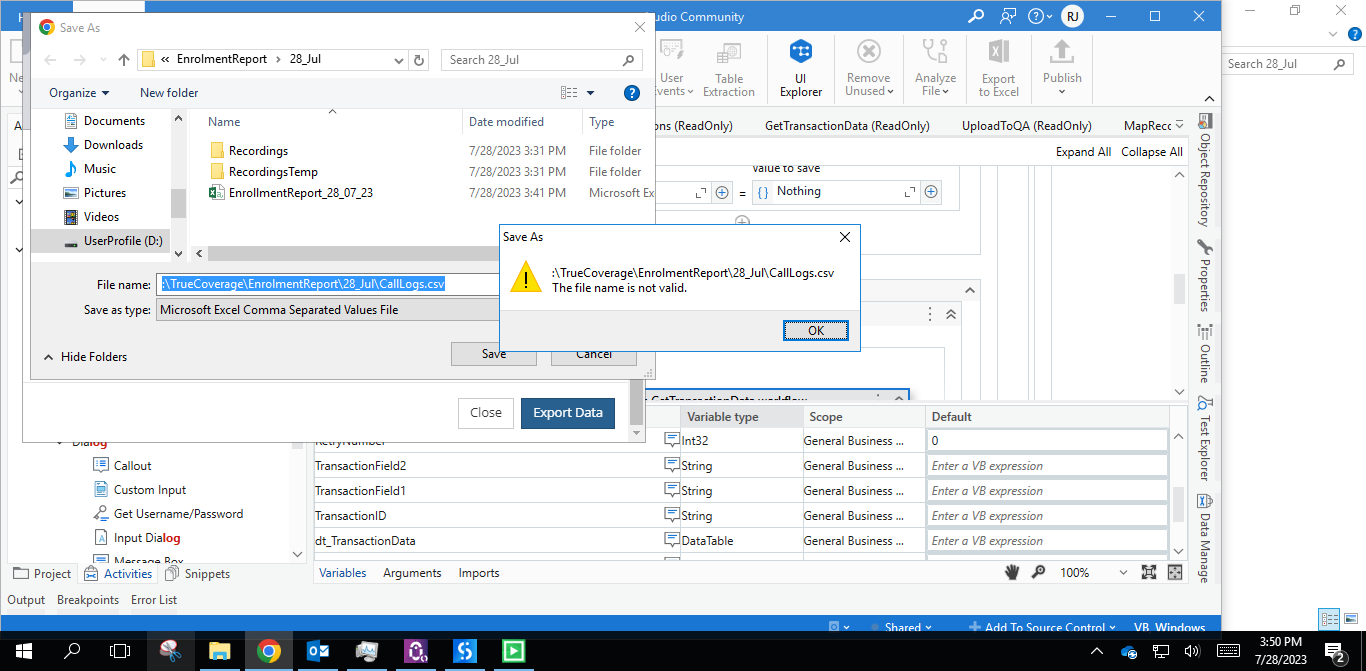 Save As
« EnrolmentReport › 28_Jul
Search 28_Jul
Organize
New folder
Documents
Downloads
Music
Pictures
Videos
UserProfile (D:)
Name
Date modified
Type
Recordings
7/28/2023 3:31 PM
File folder
RecordingsTemp
7/28/2023 3:31 PM
File folder
EnrollmentReport_28_07_23
7/28/2023 3:41 PM
Microsoft Ex
File name:
:\TrueCoverage\EnrolmentReport\28_Jul\CallLogs.csv
Save as type:
Microsoft Excel Comma Separated Values File
Hide Folders
Save
Cancel
Close
Export Data
Save As
:\TrueCoverage\EnrolmentReport\28_Jul\CallLogs.csv
The file name is not valid.
OK
udio Community
RJ
User
Events
Table
Extraction
UI
Explorer
Remove
Unused
Analyze
File
Export
to Excel
Publish
ons (ReadOnly)
GetTransactionData (ReadOnly)
UploadToQA (ReadOnly)
MapRecc
Expand All
Collapse All
Value to save
=
Nothing
Search 28_Jul
Object Repository
Properties
Outline
Test Explorer
Data Manage
GetTransactionData workflow
Variable type
Scope
Default
RetryNumber
Int32
General Business ...
0
TransactionField2
String
General Business ...
Enter a VB expression
TransactionField1
String
General Business ...
Enter a VB expression
TransactionID
String
General Business ...
Enter a VB expression
dt_TransactionData
DataTable
General Business ...
Enter a VB expression
Variables
Arguments
Imports
100%
Dialog
Callout
Custom Input
Get Username/Password
Input Dialog
Message Box
Project
Activities
Snippets
Output
Breakpoints
Error List
Shared
Add To Source Control
VB, Windows
3:50 PM
7/28/2023
2